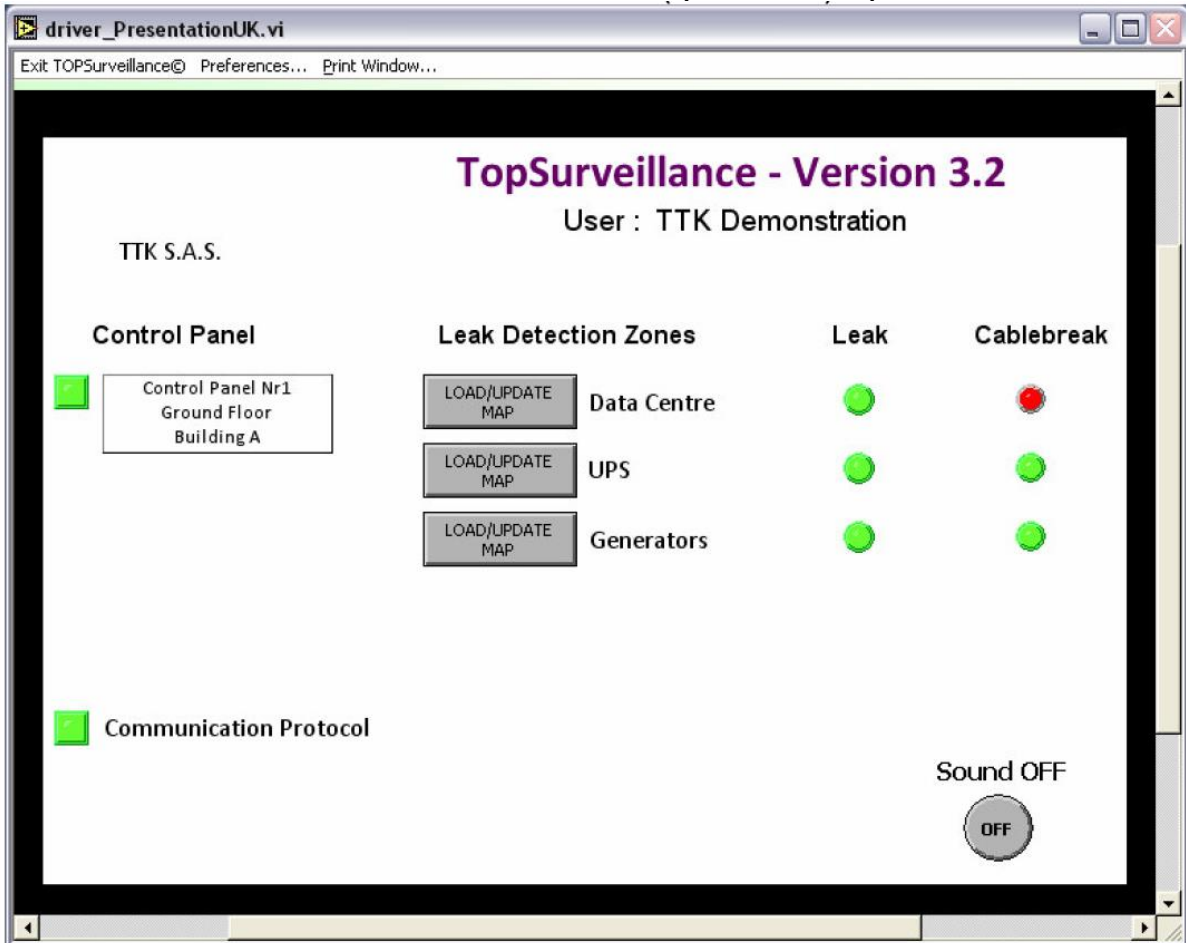 driver_PresentationUK.vi
Exit TOPSurveillance© Preferences... Print Window...
TopSurveillance - Version 3.2
User : TTK Demonstration
TTK S.A.S.
Control Panel
Leak Detection Zones
Leak
Cablebreak
Control Panel Nr1
Ground Floor
Building A
LOAD/UPDATE
MAP
Data Centre
LOAD/UPDATE
MAP
UPS
LOAD/UPDATE
MAP
Generators
Communication Protocol
Sound OFF
OFF